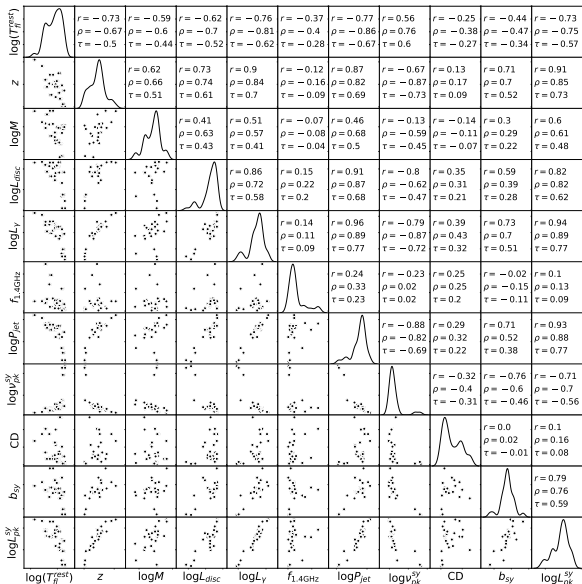 log(T_fl^rest) r = −0.73 r = −0.59 r = −0.62 r = −0.76 r = −0.37 r = −0.77 r = 0.56 r = −0.25 r = −0.44 r = −0.73
ρ = −0.67 ρ = −0.6 ρ = −0.7 ρ = −0.81 ρ = −0.4 ρ = −0.86 ρ = 0.76 ρ = −0.38 ρ = −0.47 ρ = −0.75
τ = −0.5 τ = −0.44 τ = −0.52 τ = −0.62 τ = −0.28 τ = −0.67 τ = 0.6 τ = −0.27 τ = −0.34 τ = −0.57
z r = 0.62 r = 0.73 r = 0.9 r = −0.12 r = 0.87 r = −0.67 r = 0.13 r = 0.71 r = 0.91
ρ = 0.66 ρ = 0.74 ρ = 0.84 ρ = −0.16 ρ = 0.82 ρ = −0.87 ρ = 0.17 ρ = 0.7 ρ = 0.85
τ = 0.51 τ = 0.61 τ = 0.7 τ = −0.09 τ = 0.69 τ = −0.73 τ = 0.09 τ = 0.52 τ = 0.73
logM r = 0.41 r = 0.51 r = −0.07 r = 0.46 r = −0.13 r = −0.14 r = 0.3 r = 0.6
ρ = 0.63 ρ = 0.57 ρ = −0.08 ρ = 0.68 ρ = −0.59 ρ = −0.11 ρ = 0.29 ρ = 0.61
τ = 0.43 τ = 0.41 τ = −0.04 τ = 0.5 τ = −0.45 τ = −0.07 τ = 0.22 τ = 0.48
logL_disc r = 0.86 r = 0.15 r = 0.91 r = −0.8 r = 0.35 r = 0.59 r = 0.82
ρ = 0.72 ρ = 0.22 ρ = 0.87 ρ = −0.62 ρ = 0.31 ρ = 0.39 ρ = 0.82
τ = 0.58 τ = 0.2 τ = 0.68 τ = −0.47 τ = 0.21 τ = 0.28 τ = 0.62
logL_γ r = 0.14 r = 0.96 r = −0.79 r = 0.39 r = 0.73 r = 0.94
ρ = 0.11 ρ = 0.89 ρ = −0.87 ρ = 0.43 ρ = 0.7 ρ = 0.89
τ = 0.09 τ = 0.77 τ = −0.72 τ = 0.32 τ = 0.51 τ = 0.77
f_1.4GHz r = 0.24 r = −0.23 r = 0.25 r = −0.02 r = 0.1
ρ = 0.33 ρ = 0.02 ρ = 0.25 ρ = −0.15 ρ = 0.13
τ = 0.23 τ = 0.02 τ = 0.2 τ = −0.11 τ = 0.09
logP_jet r = −0.88 r = 0.29 r = 0.71 r = 0.93
ρ = −0.82 ρ = 0.32 ρ = 0.52 ρ = 0.88
τ = −0.69 τ = 0.22 τ = 0.38 τ = 0.77
logν_pk^sy r = −0.32 r = −0.76 r = −0.71
ρ = −0.4 ρ = −0.6 ρ = −0.7
τ = −0.31 τ = −0.46 τ = −0.56
CD r = 0.0 r = 0.1
ρ = 0.02 ρ = 0.16
τ = −0.01 τ = 0.08
b_sy r = 0.79
ρ = 0.76
τ = 0.59
logL_pk^sy
log(T_fl^rest) z logM logL_disc logL_γ f_1.4GHz logP_jet logν_pk^sy CD b_sy logL_pk^sy